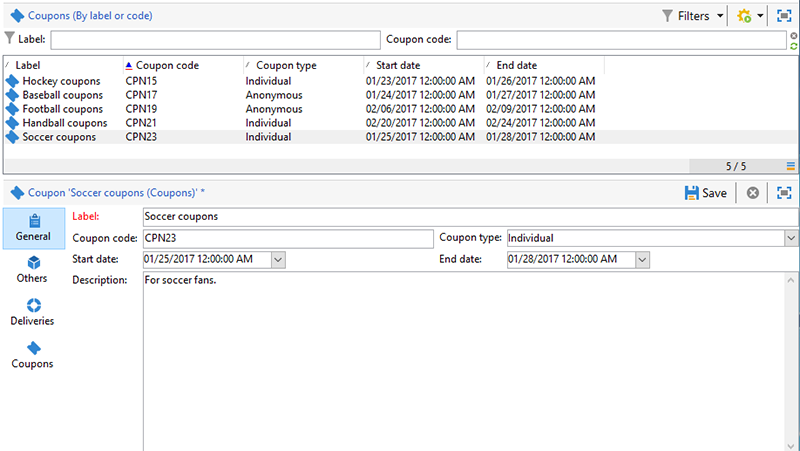 Coupons (By label or code) Filters
Label: Coupon code:
Label Coupon code Coupon type Start date End date
Hockey coupons CPN15 Individual 01/23/2017 12:00:00 AM 01/26/2017 12:00:00 AM
Baseball coupons CPN17 Anonymous 01/24/2017 12:00:00 AM 01/27/2017 12:00:00 AM
Football coupons CPN19 Anonymous 02/06/2017 12:00:00 AM 02/09/2017 12:00:00 AM
Handball coupons CPN21 Individual 02/20/2017 12:00:00 AM 02/24/2017 12:00:00 AM
Soccer coupons CPN23 Individual 01/25/2017 12:00:00 AM 01/28/2017 12:00:00 AM
5 / 5
Coupon 'Soccer coupons (Coupons)' * Save
General
Label: Soccer coupons
Coupon code: CPN23 Coupon type: Individual
Start date: 01/25/2017 12:00:00 AM End date: 01/28/2017 12:00:00 AM
Others
Description: For soccer fans.
Deliveries
Coupons